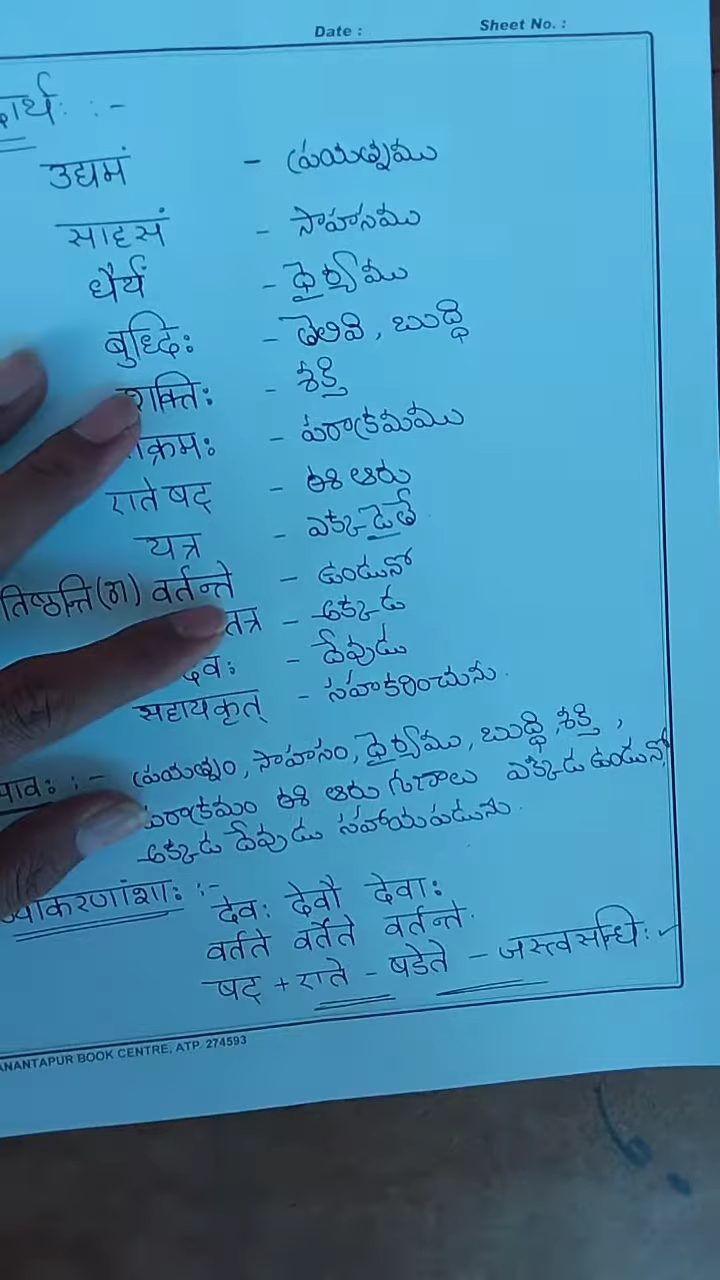 Date : Sheet No. :
दार्थः :-
उद्यमं - ప్రయత్నము
साहसं - సాహసము
धैर्यं - ధైర్యము
बुध्दिः - తెలివి, బుద్ధి
शक्तिः - శక్తి
क्रमः - పరాక్రమము
राते षट् - ఈ ఆరు
यत्र - ఎక్కడైతే
तिष्ठन्ति (या) वर्तन्ते - ఉండునో
तत्र - అక్కడ
देवः - దేవుడు
सहायकृत् - సహకరించును.
भावः :- ప్రయత్నం, సాహసం, ధైర్యము, బుద్ధి, శక్తి,
పరాక్రమం ఈ ఆరు గుణాలు ఎక్కడ ఉండునో
అక్కడ దేవుడు సహాయపడును.
व्याकरणांशाः :-
देवः देवौ देवाः
वर्तते वर्तेते वर्तन्ते.
षट् + राते - षडेते - जस्त्वसन्धिः
ANANTAPUR BOOK CENTRE, ATP. 274593